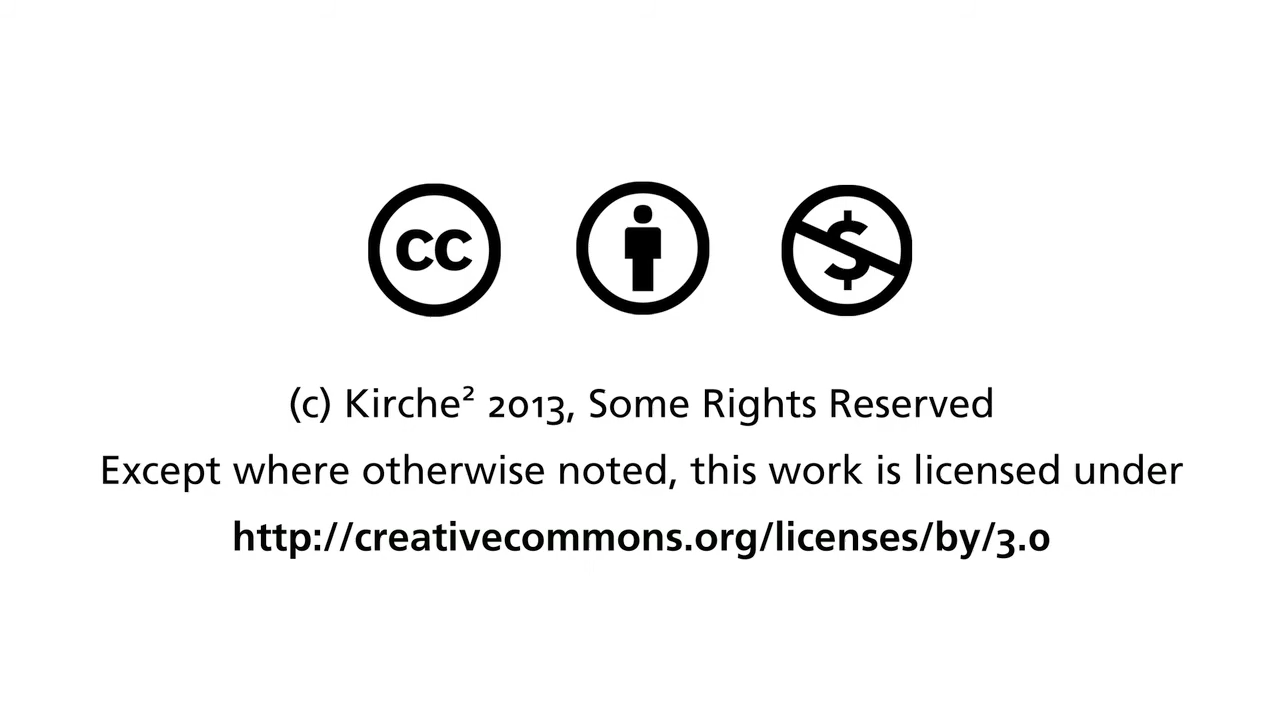 cc
$
(c) Kirche² 2013, Some Rights Reserved
Except where otherwise noted, this work is licensed under
http://creativecommons.org/licenses/by/3.0